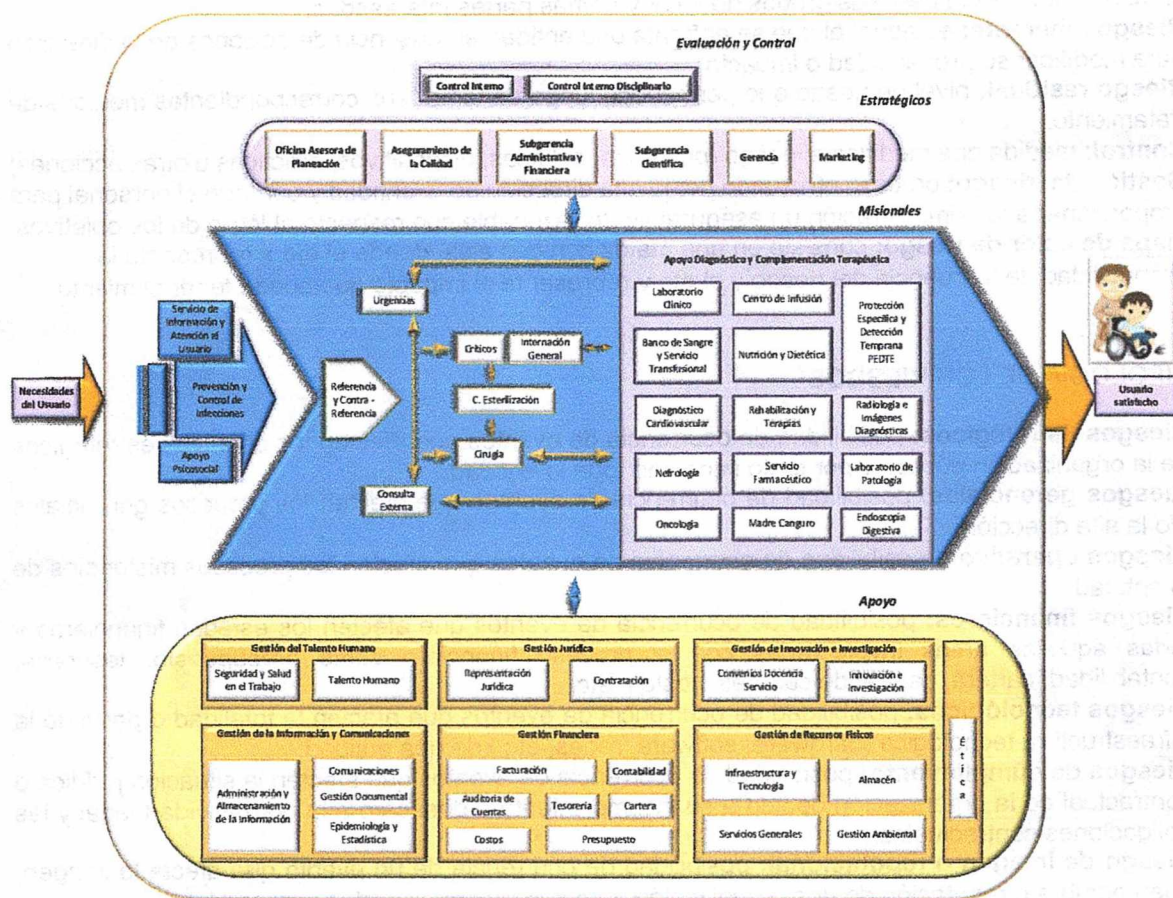 Evaluación y Control
Control Interno
Control Interno Disciplinario
Estratégicos
Oficina Asesora de
Planeación
Aseguramiento de
la Calidad
Subgerencia
Administrativa y
Financiera
Subgerencia
Científica
Gerencia
Marketing
Misionales
Necesidades
del Usuario
Servicio de
Información y
Atención al
Usuario
Prevención y
Control de
Infecciones
Apoyo
Psicosocial
Referencia
y Contra -
Referencia
Urgencias
Críticos
Internación
General
C. Esterilización
Cirugía
Consulta
Externa
Apoyo Diagnóstico y Complementación Terapéutica
Laboratorio
Clínico
Centro de Infusión
Protección
Específica y
Detección
Temprana
PEDTE
Banco de Sangre
y Servicio
Transfusional
Nutrición y Dietética
Diagnóstico
Cardiovascular
Rehabilitación y
Terapias
Radiología e
Imágenes
Diagnósticas
Nefrología
Servicio
Farmacéutico
Laboratorio de
Patología
Oncología
Madre Canguro
Endoscopia
Digestiva
Usuario
satisfecho
Apoyo
Gestión del Talento Humano
Seguridad y Salud
en el Trabajo
Talento Humano
Gestión Jurídica
Representación
Jurídica
Contratación
Gestión de Innovación e Investigación
Convenios Docencia
Servicio
Innovación e
Investigación
Gestión de la Información y Comunicaciones
Administración y
Almacenamiento
de la Información
Comunicaciones
Gestión Documental
Epidemiología y
Estadística
Gestión Financiera
Facturación
Contabilidad
Auditoria de
Cuentas
Tesorería
Cartera
Costos
Presupuesto
Gestión de Recursos Físicos
Infraestructura y
Tecnología
Almacén
Servicios Generales
Gestión Ambiental
É
t
i
c
a